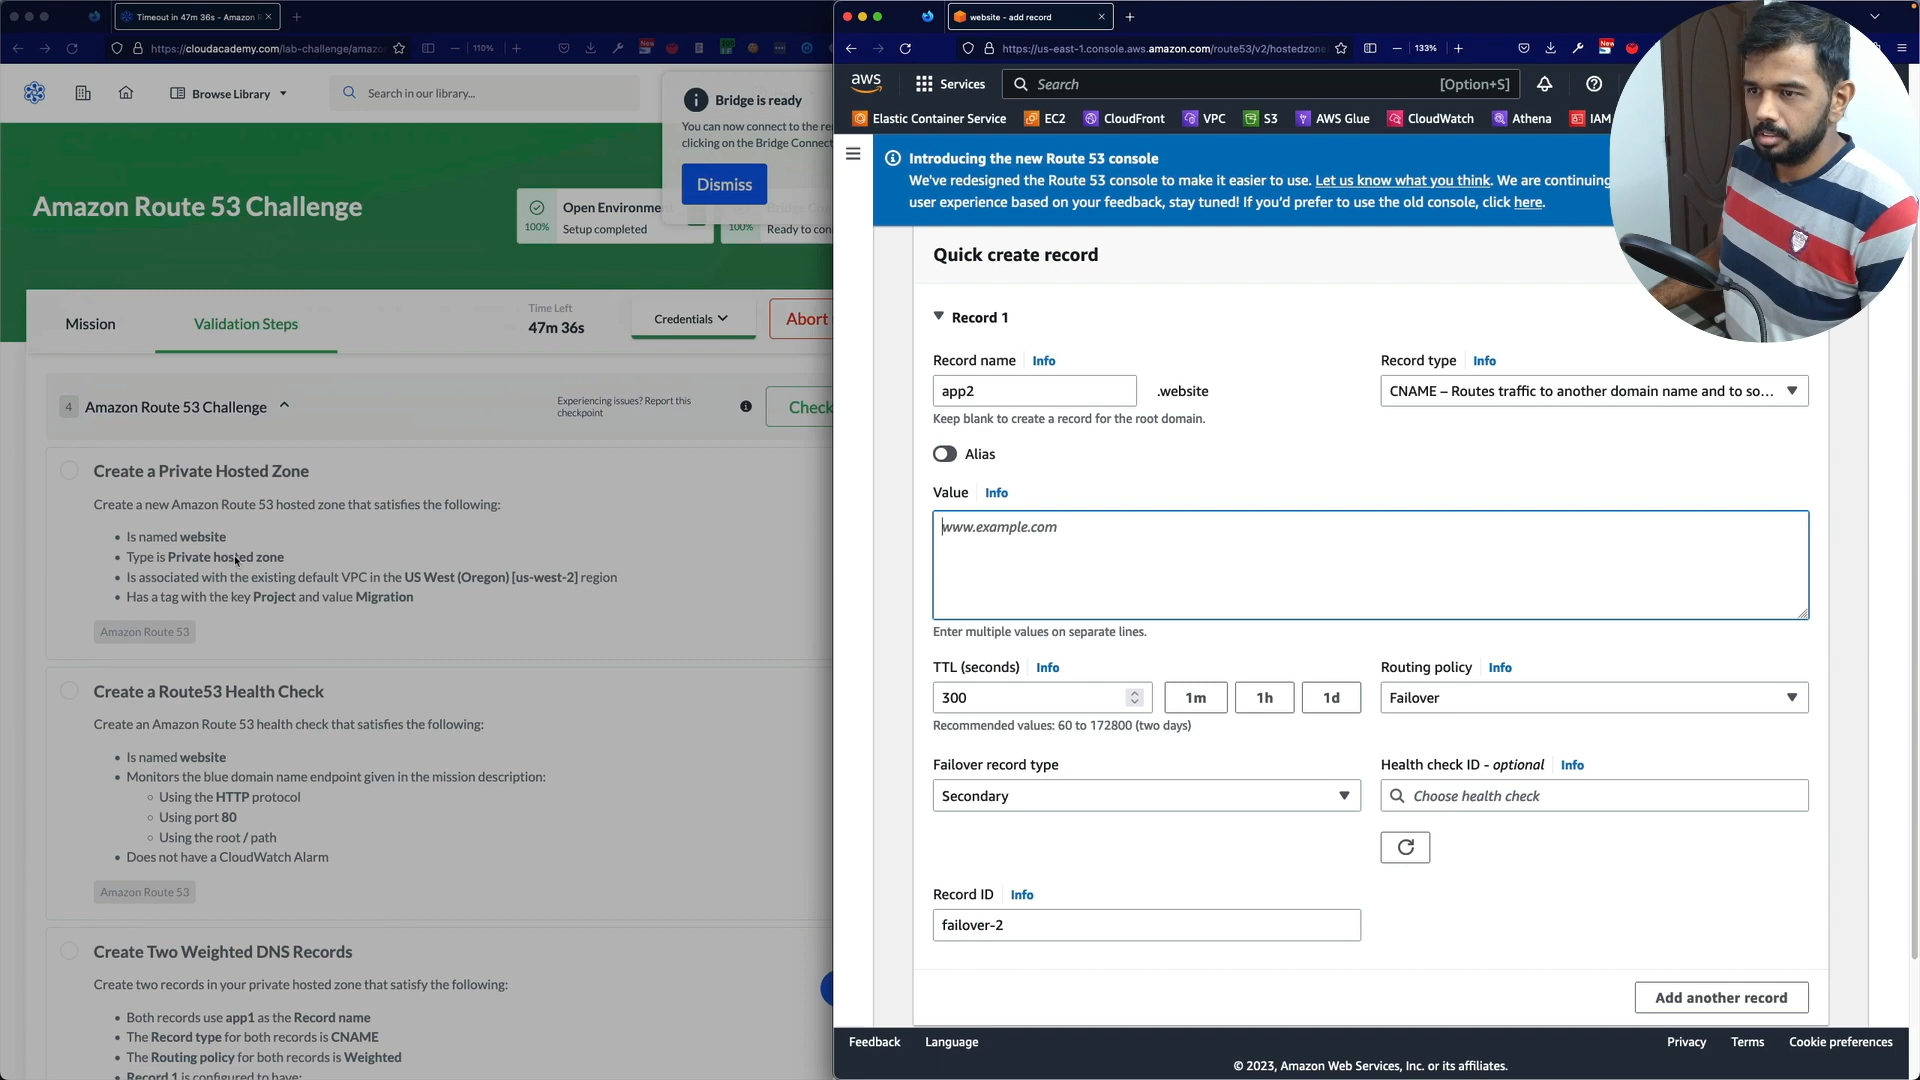 Timeout in 47m 36s - Amazon R
https://cloudacademy.com/lab-challenge/amazo
110%
New
Browse Library
Search in our library...
Bridge is ready
You can now connect to the re
clicking on the Bridge Connect
Dismiss
Amazon Route 53 Challenge
100%
Open Environme
Setup completed
100%
Ready to con
Mission
Validation Steps
Time Left
47m 36s
Credentials
Abort
4
Amazon Route 53 Challenge
Experiencing issues? Report this
checkpoint
Check
Create a Private Hosted Zone
Create a new Amazon Route 53 hosted zone that satisfies the following:
• Is named website
• Type is Private hosted zone
• Is associated with the existing default VPC in the US West (Oregon) [us-west-2] region
• Has a tag with the key Project and value Migration
Amazon Route 53
Create a Route53 Health Check
Create an Amazon Route 53 health check that satisfies the following:
• Is named website
• Monitors the blue domain name endpoint given in the mission description:
Using the HTTP protocol
Using port 80
Using the root / path
• Does not have a CloudWatch Alarm
Amazon Route 53
Create Two Weighted DNS Records
Create two records in your private hosted zone that satisfy the following:
• Both records use app1 as the Record name
• The Record type for both records is CNAME
• The Routing policy for both records is Weighted
• Record 1 is configured to have:
website - add record
https://us-east-1.console.aws.amazon.com/route53/v2/hostedzone
133%
New
aws
Services
Search
[Option+S]
Elastic Container Service
EC2
CloudFront
VPC
S3
AWS Glue
CloudWatch
Athena
IAM
Introducing the new Route 53 console
We've redesigned the Route 53 console to make it easier to use. Let us know what you think. We are continuing
user experience based on your feedback, stay tuned! If you'd prefer to use the old console, click here.
Quick create record
Record 1
Record name
Info
app2
.website
Keep blank to create a record for the root domain.
Record type
Info
CNAME – Routes traffic to another domain name and to so...
Alias
Value
Info
www.example.com
Enter multiple values on separate lines.
TTL (seconds)
Info
300
1m
1h
1d
Recommended values: 60 to 172800 (two days)
Routing policy
Info
Failover
Failover record type
Secondary
Health check ID - optional
Info
Choose health check
Record ID
Info
failover-2
Add another record
Feedback
Language
Privacy
Terms
Cookie preferences
© 2023, Amazon Web Services, Inc. or its affiliates.